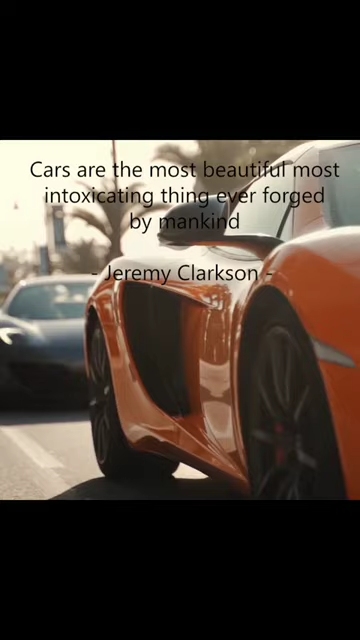 Cars are the most beautiful most
intoxicating thing ever forged
by mankind
- Jeremy Clarkson -